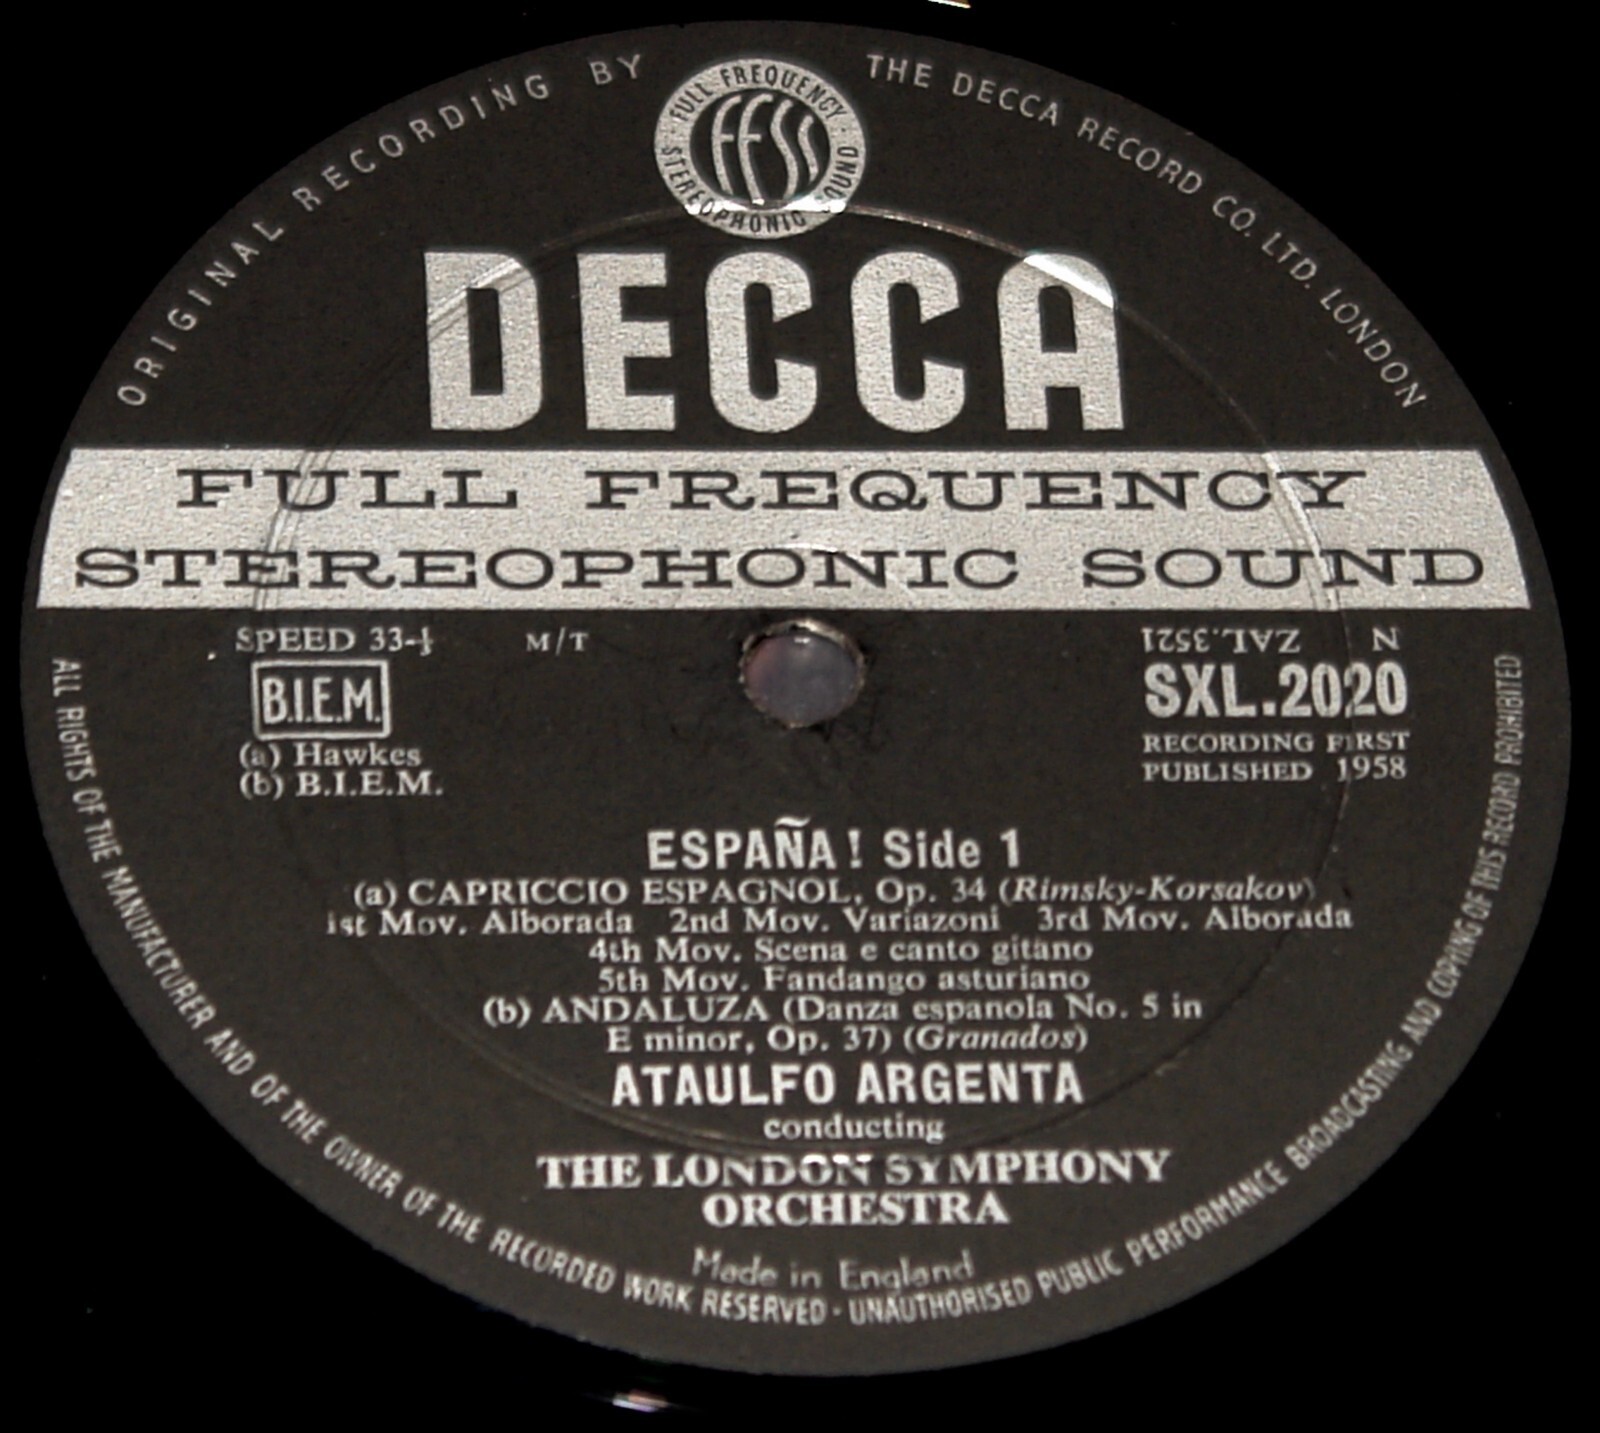 ORIGINAL RECORDING BY THE DECCA RECORD CO. LTD. LONDON
FULL FREQUENCY
FFSS
STEREOPHONIC SOUND
DECCA
FULL FREQUENCY
STEREOPHONIC SOUND
SPEED 33-⅓ M/T
B.I.E.M.
(a) Hawkes
(b) B.I.E.M.
ZAL.3521 N
SXL.2020
RECORDING FIRST
PUBLISHED 1958
ESPAÑA! Side 1
(a) CAPRICCIO ESPAGNOL, Op. 34 (Rimsky-Korsakov)
1st Mov. Alborada 2nd Mov. Variazoni 3rd Mov. Alborada
4th Mov. Scena e canto gitano
5th Mov. Fandango asturiano
(b) ANDALUZA (Danza espanola No. 5 in
E minor, Op. 37) (Granados)
ATAULFO ARGENTA
conducting
THE LONDON SYMPHONY
ORCHESTRA
Made in England
ALL RIGHTS OF THE MANUFACTURER AND OF THE OWNER OF THE RECORDED WORK RESERVED · UNAUTHORISED PUBLIC PERFORMANCE BROADCASTING AND COPYING OF THIS RECORD PROHIBITED